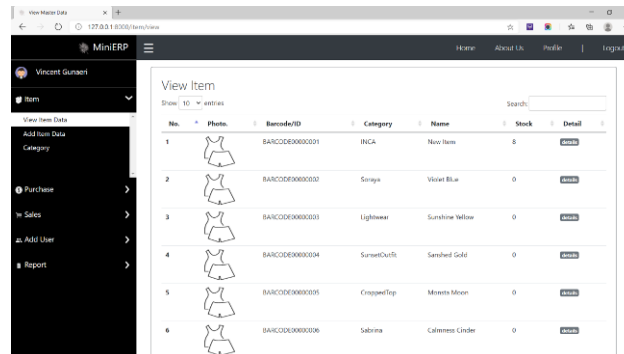 View Master Data
127.0.0.1:8000/item/view
MiniERP
Home About Us Profile | Logout
Vincent Gunaeri
Item
View Item Data
Add Item Data
Category
Purchase
Sales
Add User
Report
View Item
Show 10 entries
Search:
No. Photo. Barcode/ID Category Name Stock Detail
1 BARCODE00000001 INCA New Item 8 details
2 BARCODE00000002 Soraya Violet Blue 0 details
3 BARCODE00000003 Lightwear Sunshine Yellow 0 details
4 BARCODE00000004 SunsetOutfit Sanshed Gold 0 details
5 BARCODE00000005 CroppedTop Moon 0 details
6 BARCODE00000006 Sabrina Calmness Cinder 0 details